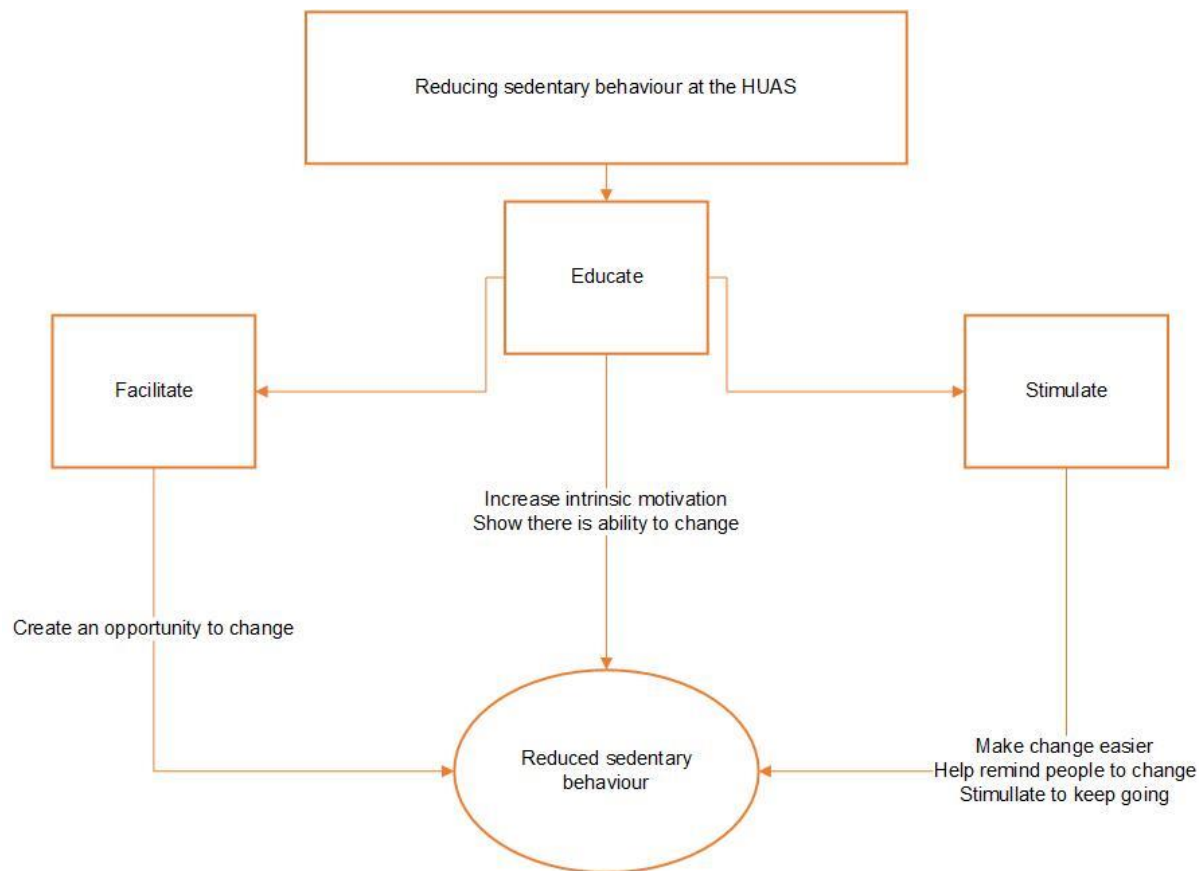 Reducing sedentary behaviour at the HUAS
Educate
Facilitate
Stimulate
Increase intrinsic motivation
Show there is ability to change
Create an opportunity to change
Reduced sedentary
behaviour
Make change easier
Help remind people to change
Stimullate to keep going